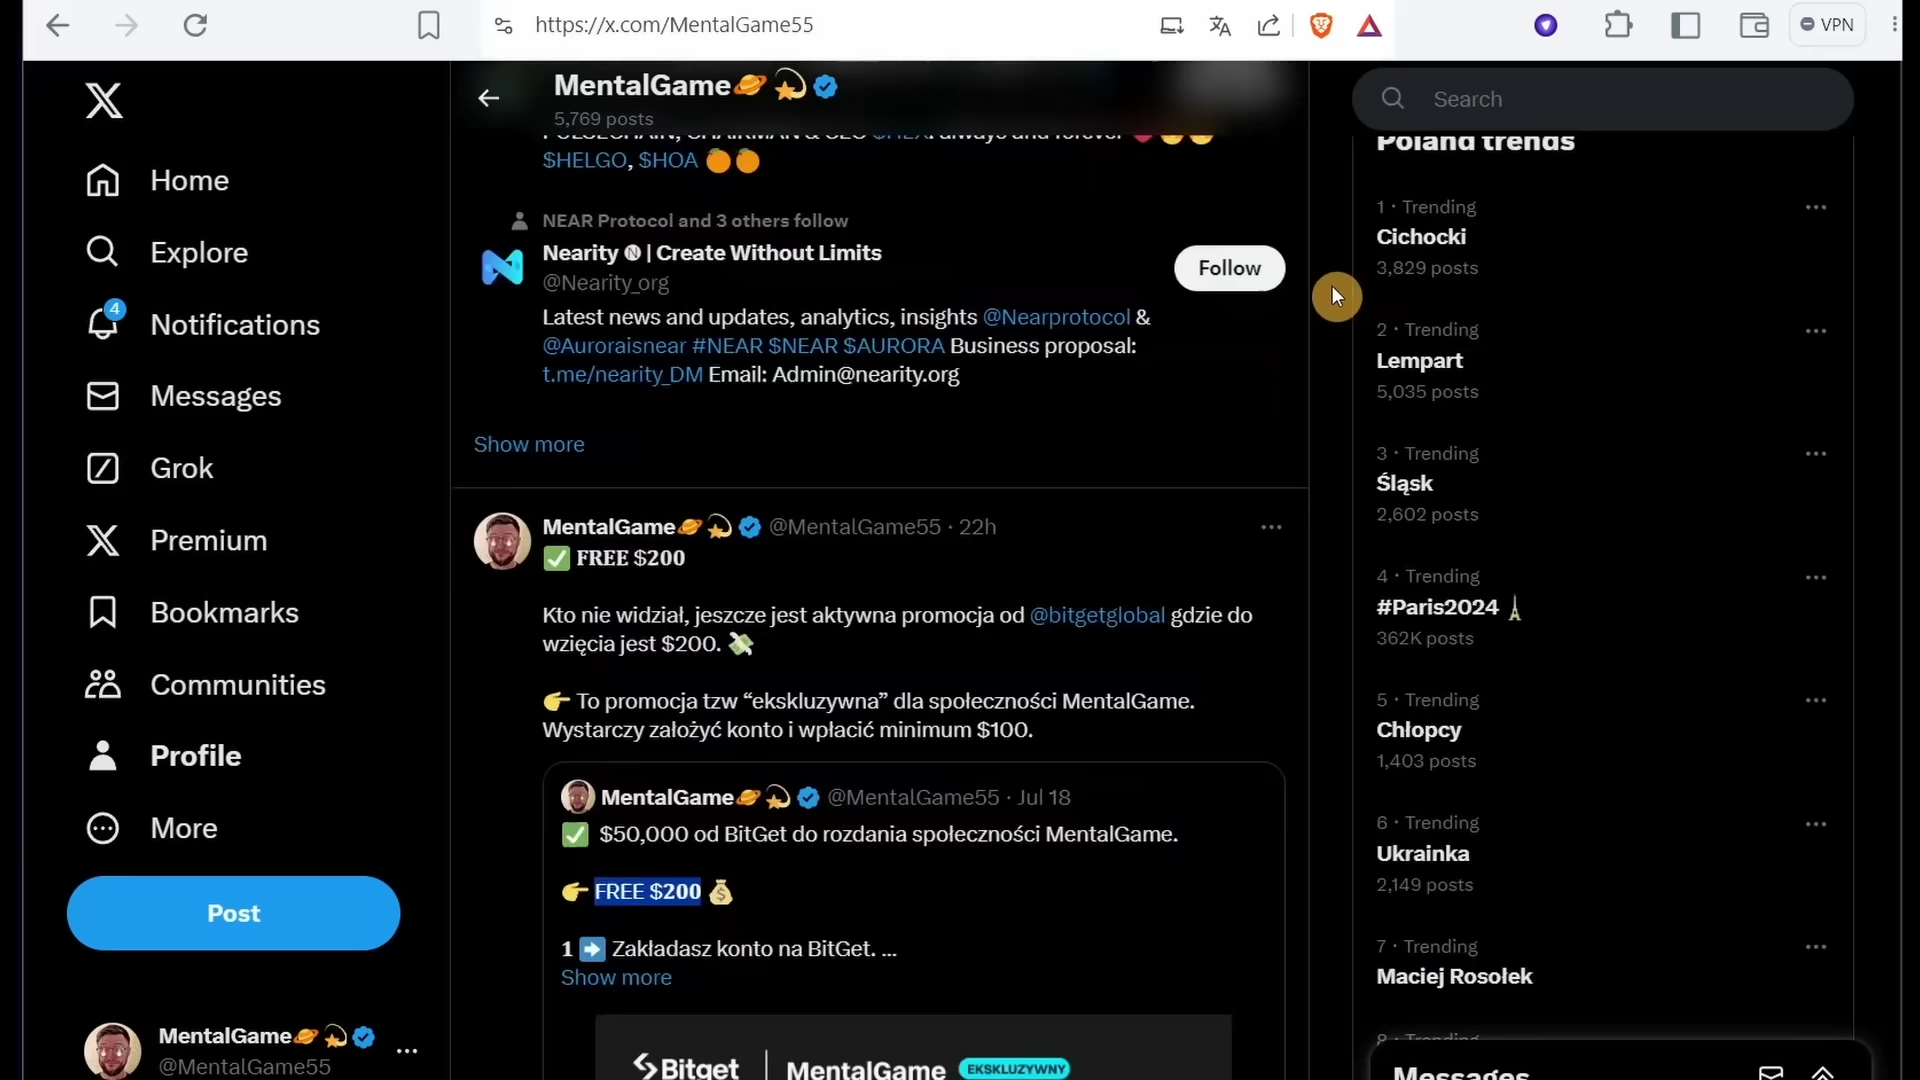 https://x.com/MentalGame55
VPN
Home
Explore
4
Notifications
Messages
Grok
Premium
Bookmarks
Communities
Profile
More
Post
MentalGame
@MentalGame55
MentalGame
5,769 posts
PULSECHAIN, CHAIRMAN & CEO $HEX. always and forever
$HELGO, $HOA
NEAR Protocol and 3 others follow
Nearity Ⓝ | Create Without Limits
@Nearity_org
Follow
Latest news and updates, analytics, insights @Nearprotocol &
@Auroraisnear #NEAR $NEAR $AURORA Business proposal:
t.me/nearity_DM Email: Admin@nearity.org
Show more
MentalGame🪐💫 @MentalGame55 · 22h
✅ FREE $200
Kto nie widział, jeszcze jest aktywna promocja od @bitgetglobal gdzie do
wzięcia jest $200. 💸
👉 To promocja tzw “ekskluzywna” dla społeczności MentalGame.
Wystarczy założyć konto i wpłacić minimum $100.
MentalGame🪐💫 @MentalGame55 · Jul 18
✅ $50,000 od BitGet do rozdania społeczności MentalGame.
👉 FREE $200 💰
1 ➡️ Zakładasz konto na BitGet. ...
Show more
Bitget | MentalGame EKSKLUZYWNY
Search
Poland trends
1 · Trending
Cichocki
3,829 posts
2 · Trending
Lempart
5,035 posts
3 · Trending
Śląsk
2,602 posts
4 · Trending
#Paris2024
362K posts
5 · Trending
Chłopcy
1,403 posts
6 · Trending
Ukrainka
2,149 posts
7 · Trending
Maciej Rosołek
8 · Trending
Messages